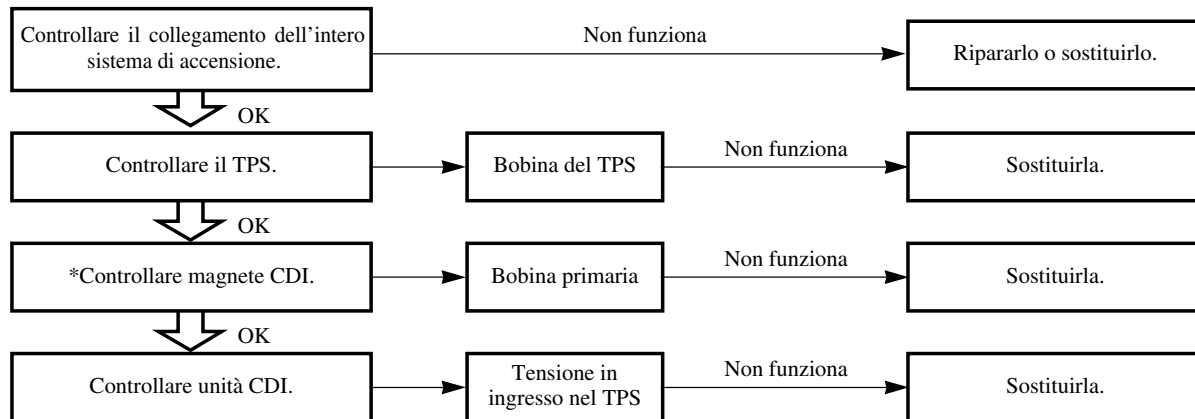 Controllare il collegamento dell'intero
sistema di accensione.
Non funziona
Ripararlo o sostituirlo.
OK
Controllare il TPS.
Bobina del TPS
Non funziona
Sostituirla.
OK
*Controllare magnete CDI.
Bobina primaria
Non funziona
Sostituirla.
OK
Controllare unità CDI.
Tensione in
ingresso nel TPS
Non funziona
Sostituirla.